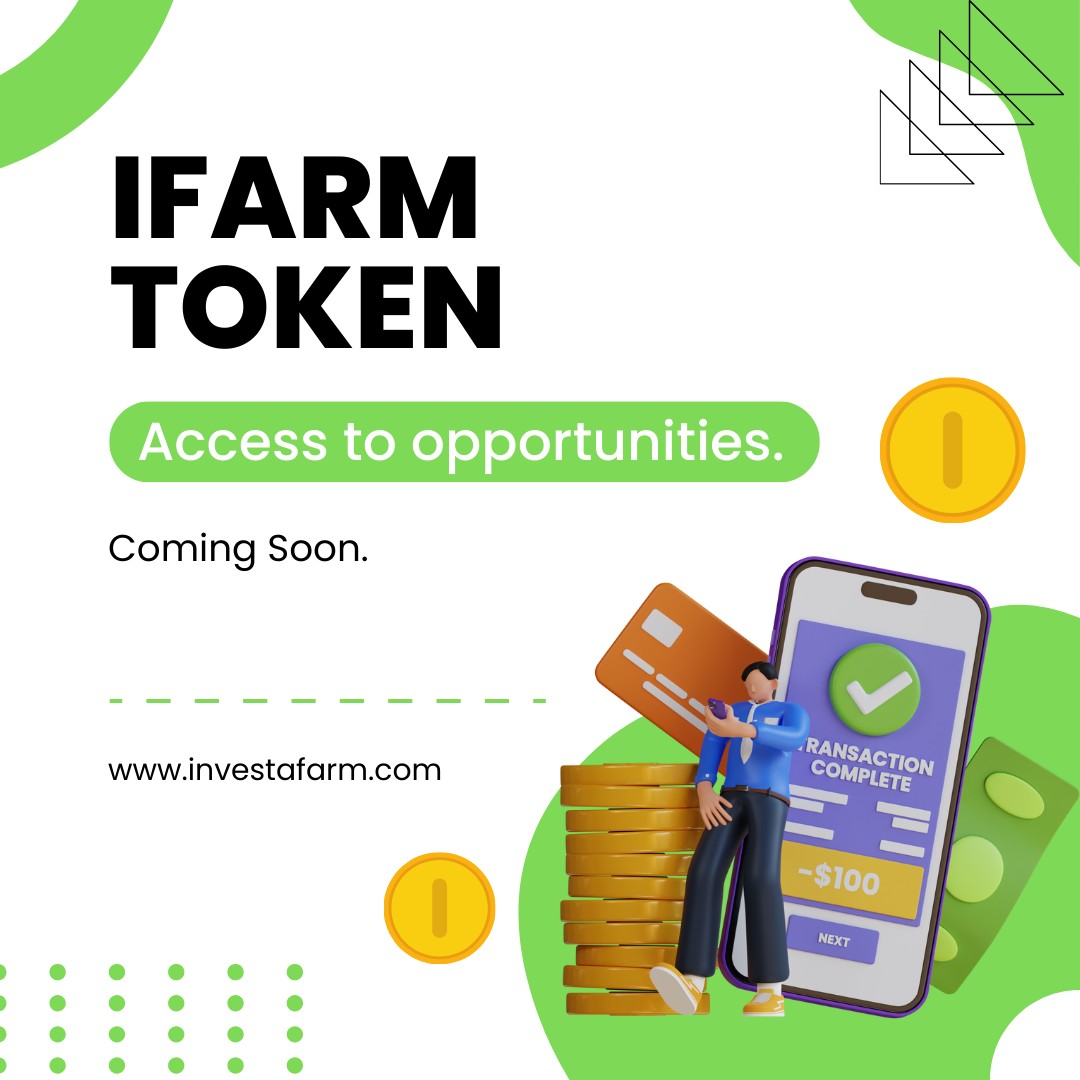 IFARM
TOKEN
Access to opportunities.
Coming Soon.
www.investafarm.com
TRANSACTION
COMPLETE
-$100
NEXT